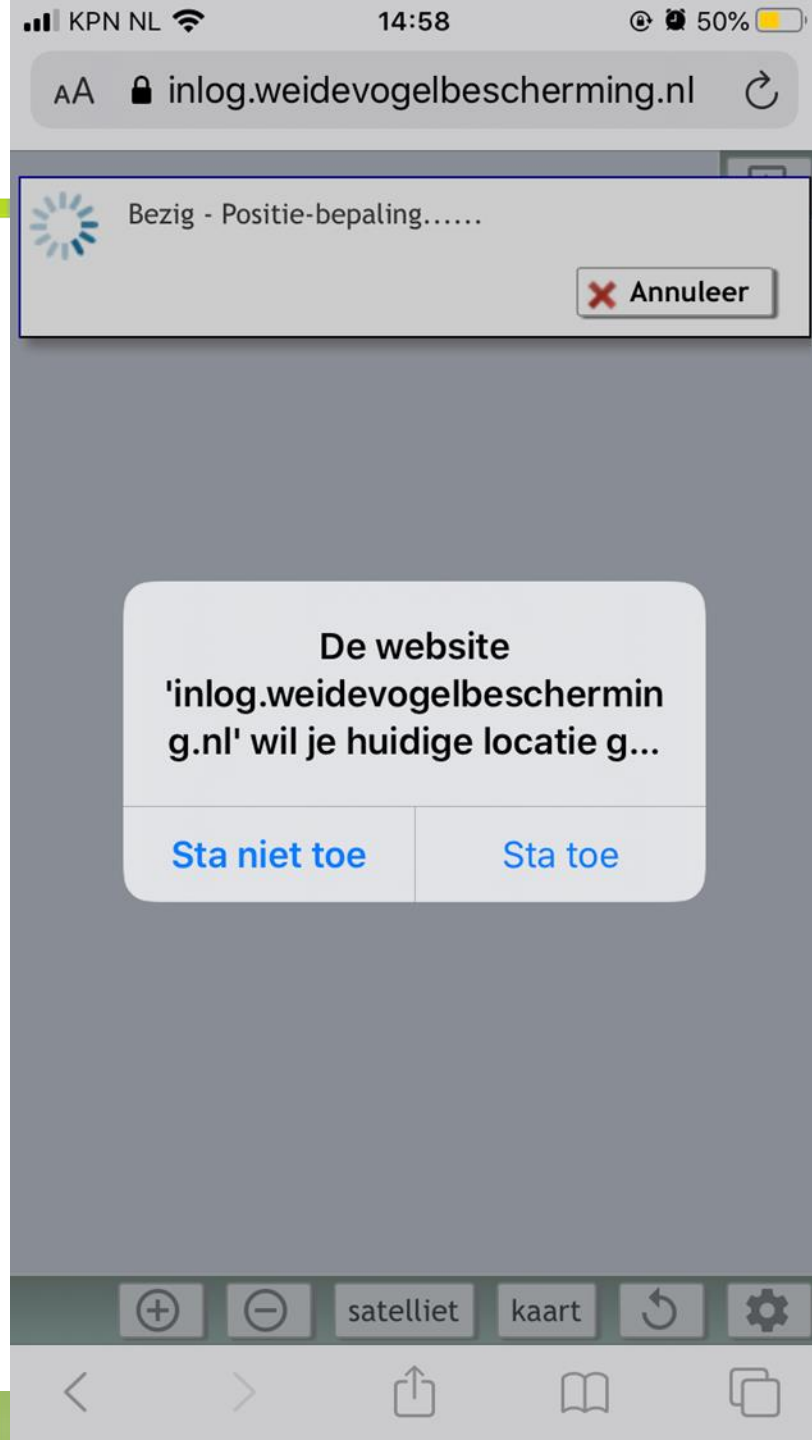 KPN NL 14:58 50%
AA inlog.weidevogelbescherming.nl
Bezig - Positie-bepaling......
Annuleer
De website
'inlog.weidevogelbeschermin
g.nl' wil je huidige locatie g...
Sta niet toe Sta toe
satelliet kaart